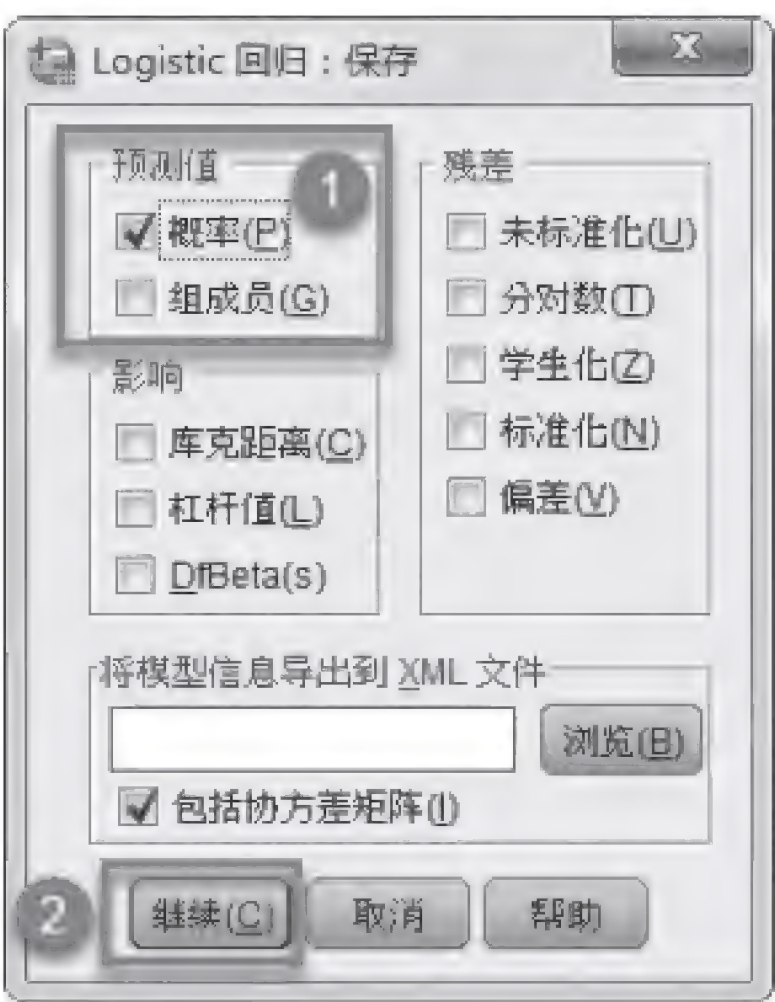 Logistic 回归：保存
预测值
1
概率(P)
组成员(G)
影响
库克距离(C)
杠杆值(L)
DfBeta(s)
残差
未标准化(U)
分对数(T)
学生化(Z)
标准化(N)
偏差(V)
将模型信息导出到 XML 文件
浏览(B)
包括协方差矩阵(I)
2
继续(C)
取消
帮助